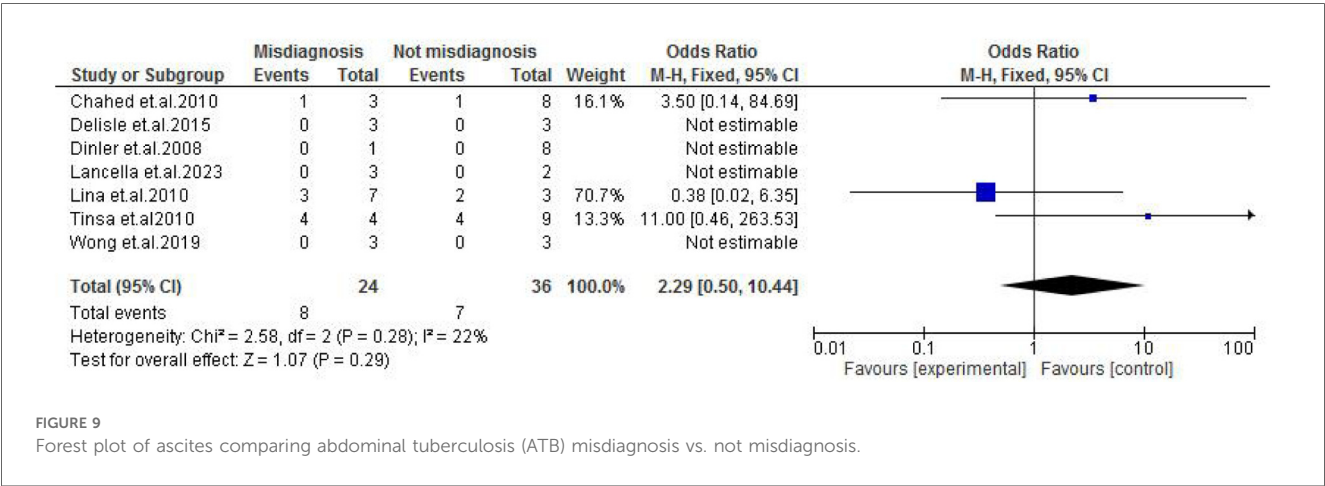 Misdiagnosis Not misdiagnosis Odds Ratio Odds Ratio
Study or Subgroup Events Total Events Total Weight M-H, Fixed, 95% CI M-H, Fixed, 95% CI
Chahed et.al.2010 1 3 1 8 16.1% 3.50 [0.14, 84.69]
Delisle et.al.2015 0 3 0 3 Not estimable
Dinler et.al.2008 0 1 0 8 Not estimable
Lancella et.al.2023 0 3 0 2 Not estimable
Lina et.al.2010 3 7 2 3 70.7% 0.38 [0.02, 6.35]
Tinsa et.al2010 4 4 4 9 13.3% 11.00 [0.46, 263.53]
Wong et.al.2019 0 3 0 3 Not estimable
Total (95% CI) 24 36 100.0% 2.29 [0.50, 10.44]
Total events 8 7
Heterogeneity: Chi² = 2.58, df = 2 (P = 0.28); I² = 22%
Test for overall effect: Z = 1.07 (P = 0.29)
0.01 0.1 1 10 100
Favours [experimental] Favours [control]
FIGURE 9
Forest plot of ascites comparing abdominal tuberculosis (ATB) misdiagnosis vs. not misdiagnosis.